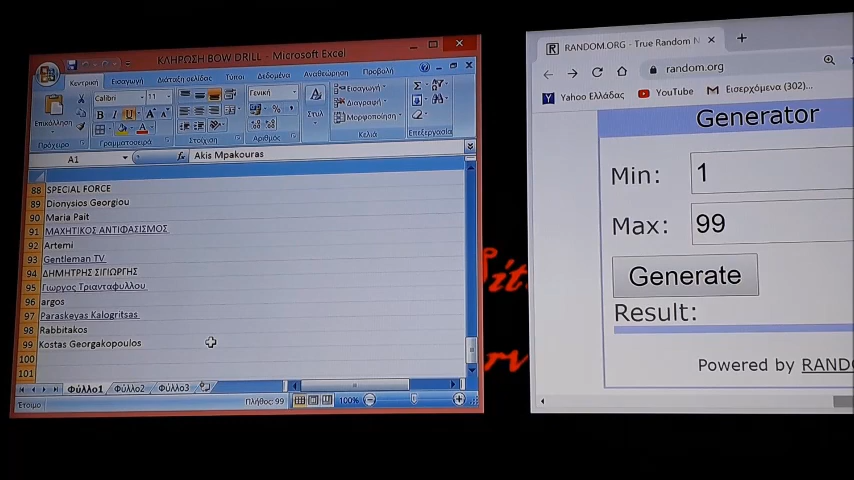 ΚΛΗΡΩΣΗ BOW DRILL - Microsoft Excel
Κεντρική Εισαγωγή Διάταξη σελίδας Τύποι Δεδομένα Αναθεώρηση Προβολή
Επικόλληση
Calibri 11
Γενική
Στυλ
Εισαγωγή
Διαγραφή
Μορφοποίηση
Πρόχειρο Γραμματοσειρά Στοίχιση Αριθμός Κελιά Επεξεργασία
A1 fx Akis Mpakouras
88 SPECIAL FORCE
89 Dionysios Georgiou
90 Maria Pait
91 ΜΑΧΗΤΙΚΟΣ ΑΝΤΙΦΑΣΙΣΜΟΣ
92 Artemi
93 Gentleman TV
94 ΔΗΜΗΤΡΗΣ ΣΙΓΙΩΡΓΗΣ
95 Γιωργος Τριανταφυλλου
96 argos
97 Paraskeyas Kalogritsas
98 Rabbitakos
99 Kostas Georgakopoulos
100
101
Φύλλο1 Φύλλο2 Φύλλο3
Έτοιμο Πλήθος: 99 100%
RANDOM.ORG - True Random N
random.org
Yahoo Ελλάδας YouTube Εισερχόμενα (302)...
Generator
Min: 1
Max: 99
Generate
Result:
Powered by RAND